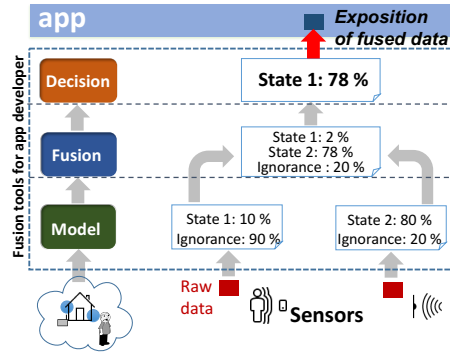 app
Exposition
of fused data
Fusion tools for app developer
Decision
State 1: 78 %
Fusion
State 1: 2 %
State 2: 78 %
Ignorance : 20 %
Model
State 1: 10 %
Ignorance: 90 %
State 2: 80 %
Ignorance: 20 %
Raw
data
Sensors